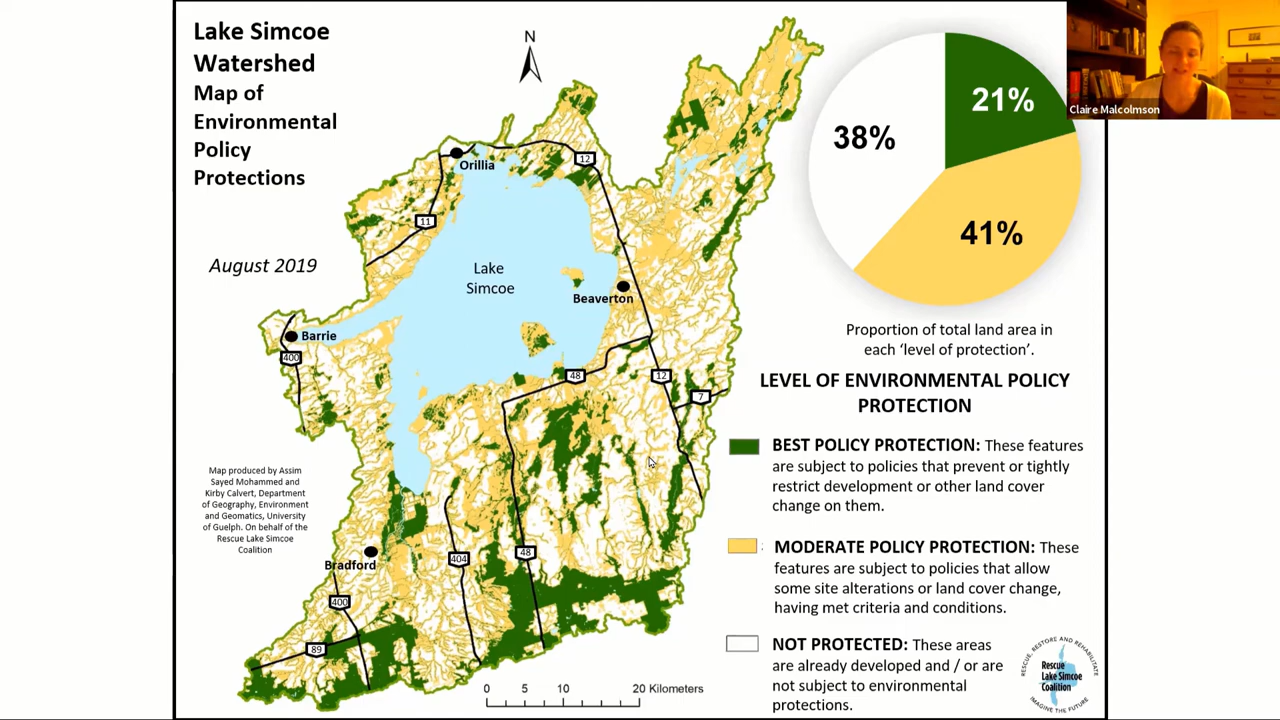 Lake Simcoe
Watershed
Map of
Environmental
Policy
Protections
August 2019
N
Orillia
12
11
Lake
Simcoe
Beaverton
Barrie
400
48
12
7
Map produced by Assim
Sayed Mohammed and
Kirby Calvert, Department
of Geography, Environment
and Geomatics, University
of Guelph. On behalf of the
Rescue Lake Simcoe
Coalition
Bradford
404
48
400
89
0 5 10 20 Kilometers
21%
38%
41%
Claire Malcolmson
Proportion of total land area in
each ‘level of protection’.
LEVEL OF ENVIRONMENTAL POLICY
PROTECTION
BEST POLICY PROTECTION: These features
are subject to policies that prevent or tightly
restrict development or other land cover
change on them.
MODERATE POLICY PROTECTION: These
features are subject to policies that allow
some site alterations or land cover change,
having met criteria and conditions.
NOT PROTECTED: These areas
are already developed and / or are
not subject to environmental
protections.
RESCUE, RESTORE AND REHABILITATE
Rescue
Lake Simcoe
Coalition
IMAGINE THE FUTURE